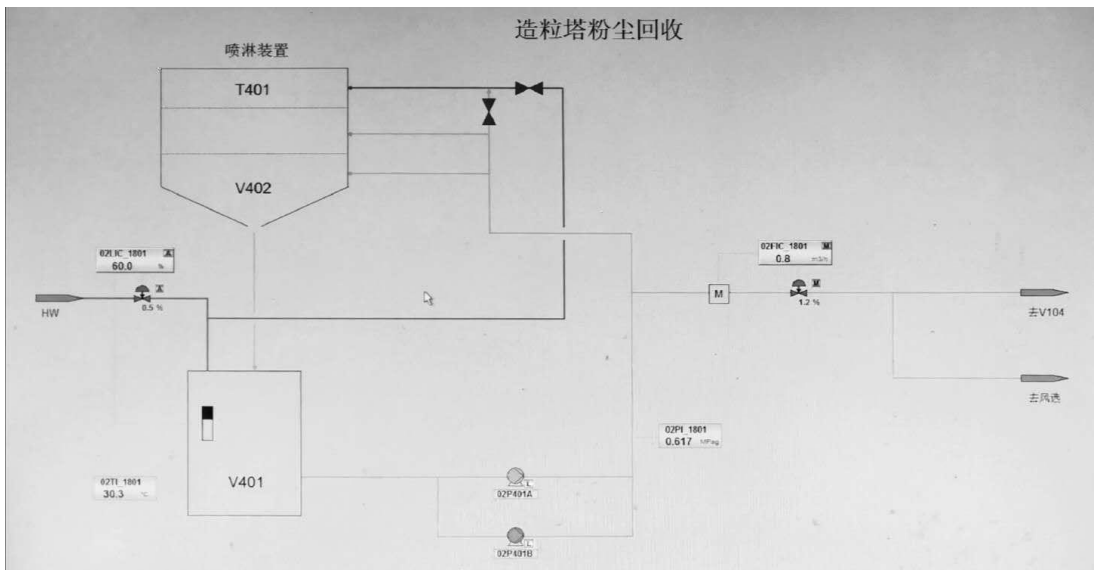 造粒塔粉尘回收
喷淋装置
T401
V402
02LIC_1801 A
60.0 %
A
0.5 %
HW
02FIC_1801 M
0.8 m3/h
M
M
1.2 %
去V104
去风选
02PI_1801
0.617 MPag
02TI_1801
30.3 ℃
V401
L
02P401A
L
02P401B